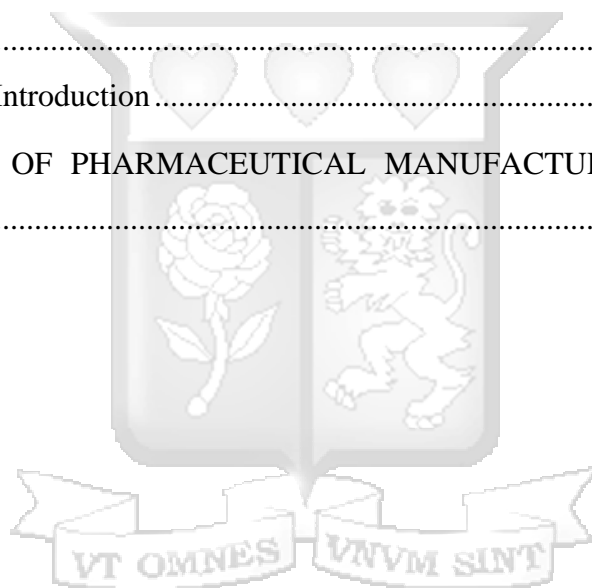 ................................................................................
Introduction ................................................................
OF PHARMACEUTICAL MANUFACTU
................................................................................
VT OMNES VNVM SINT